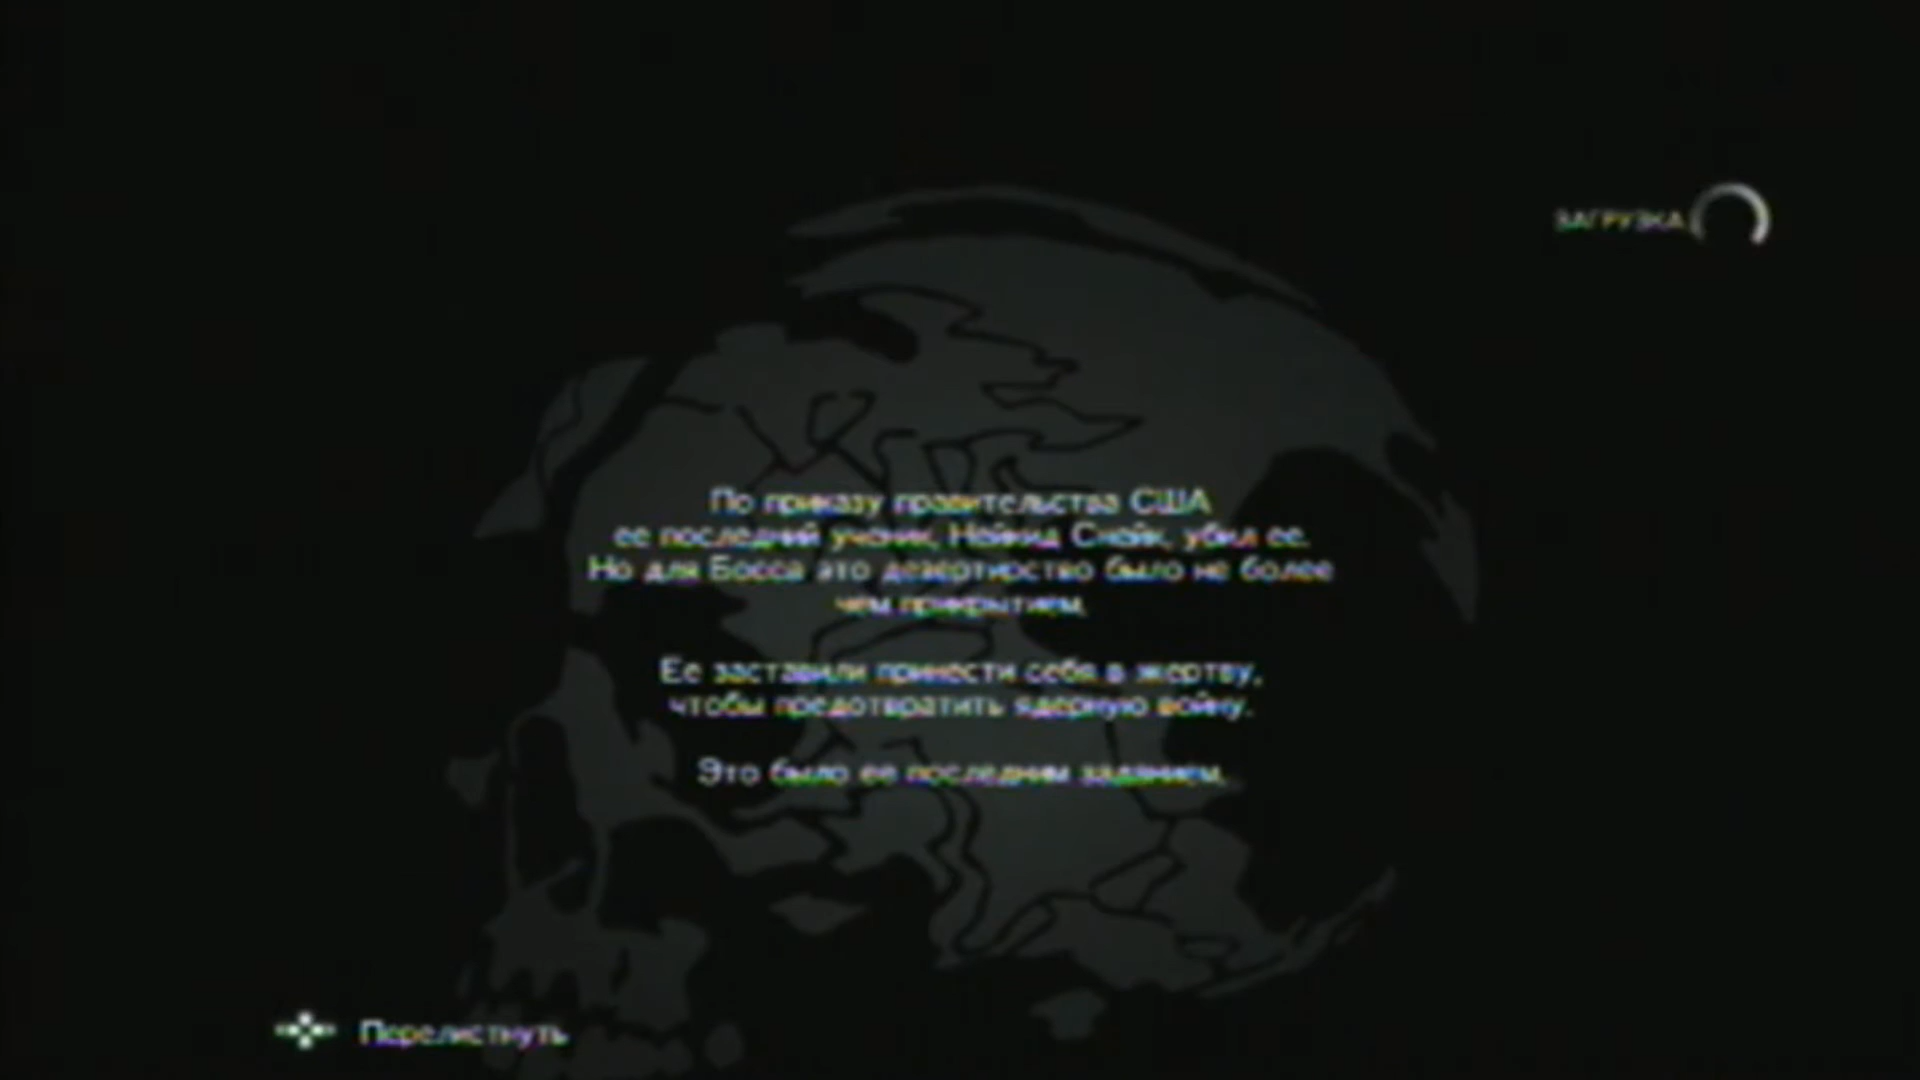 ЗАГРУЗКА
По приказу правительства США
ее последний ученик, Нейкид Снейк, убил ее.
Но для Босса это дезертирство было не более
чем прикрытием.
Ее заставили принести себя в жертву,
чтобы предотвратить ядерную войну.
Это было ее последним заданием.
Перелистнуть